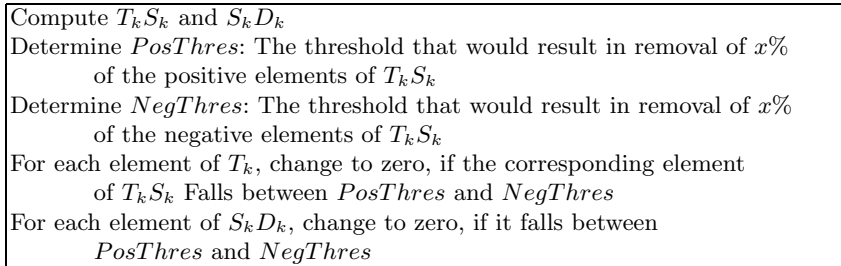 Compute $T_kS_k$ and $S_kD_k$
Determine $PosThres$: The threshold that would result in removal of $x\%$
of the positive elements of $T_kS_k$
Determine $NegThres$: The threshold that would result in removal of $x\%$
of the negative elements of $T_kS_k$
For each element of $T_k$, change to zero, if the corresponding element
of $T_kS_k$ Falls between $PosThres$ and $NegThres$
For each element of $S_kD_k$, change to zero, if it falls between
$PosThres$ and $NegThres$